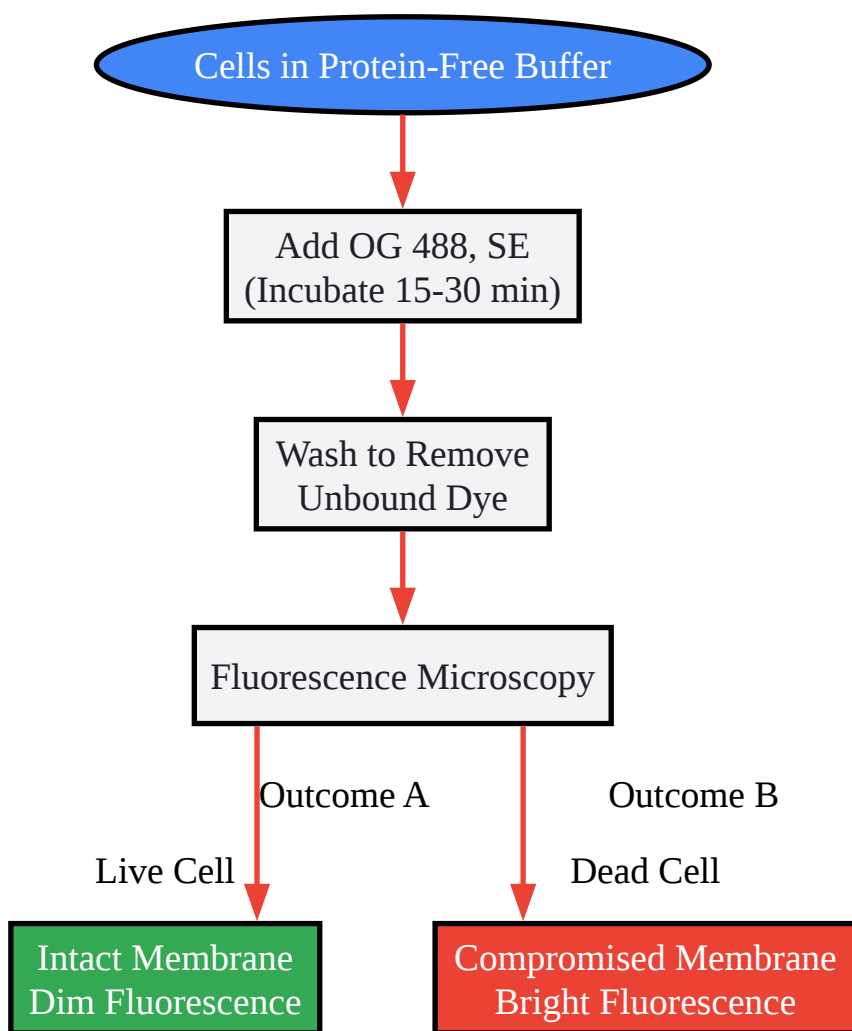 Cells in Protein-Free Buffer
Add OG 488, SE
(Incubate 15-30 min)
Wash to Remove
Unbound Dye
Fluorescence Microscopy
Outcome A
Outcome B
Live Cell
Dead Cell
Intact Membrane
Dim Fluorescence
Compromised Membrane
Bright Fluorescence